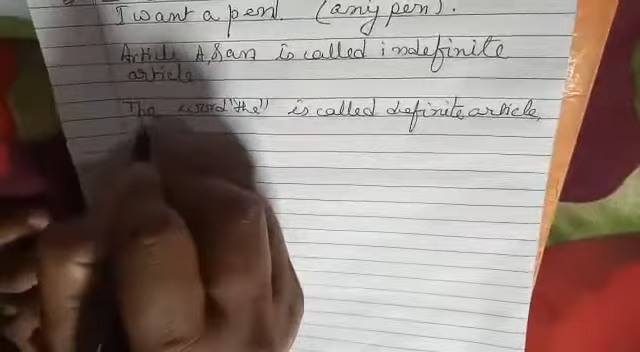 I want a pen. (any pen).
Article A, & an is called indefinite
article
The word "the" is called definite article.